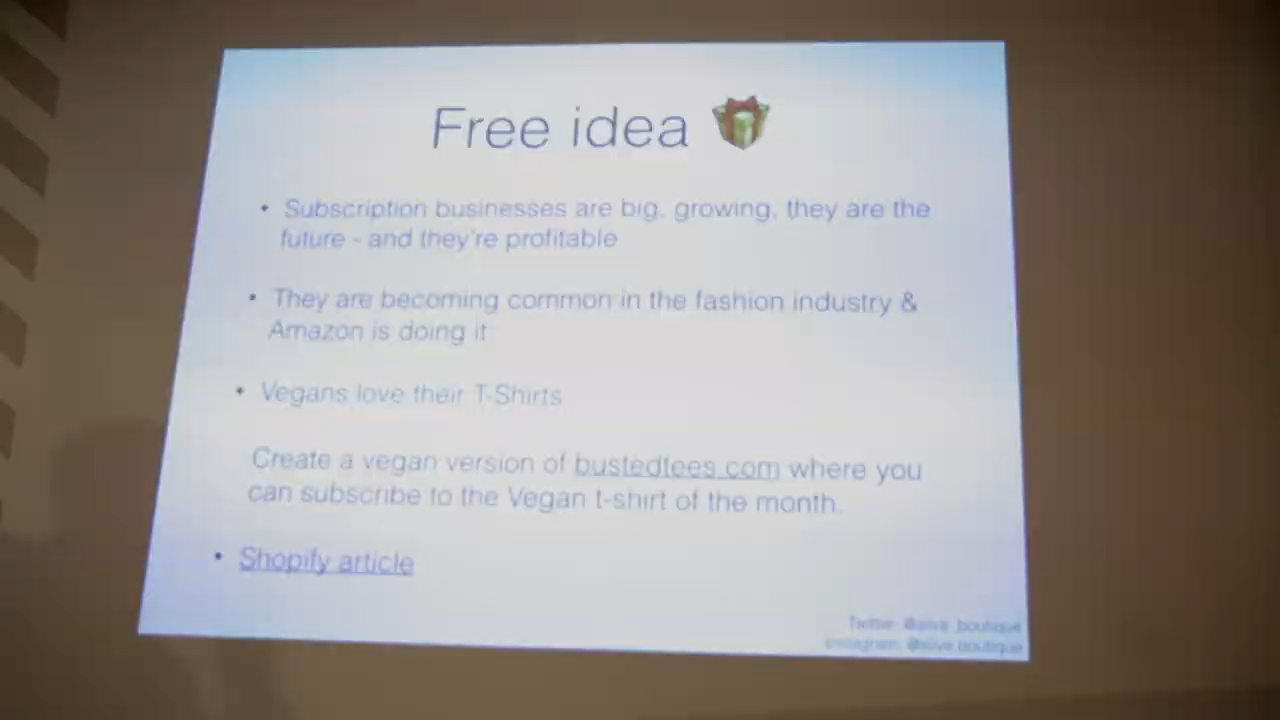 Free idea
• Subscription businesses are big, growing, they are the
future - and they're profitable
• They are becoming common in the fashion industry &
Amazon is doing it
• Vegans love their T-Shirts
Create a vegan version of bustedtees.com where you
can subscribe to the Vegan t-shirt of the month.
• Shopify article
Twitter:
Instagram: